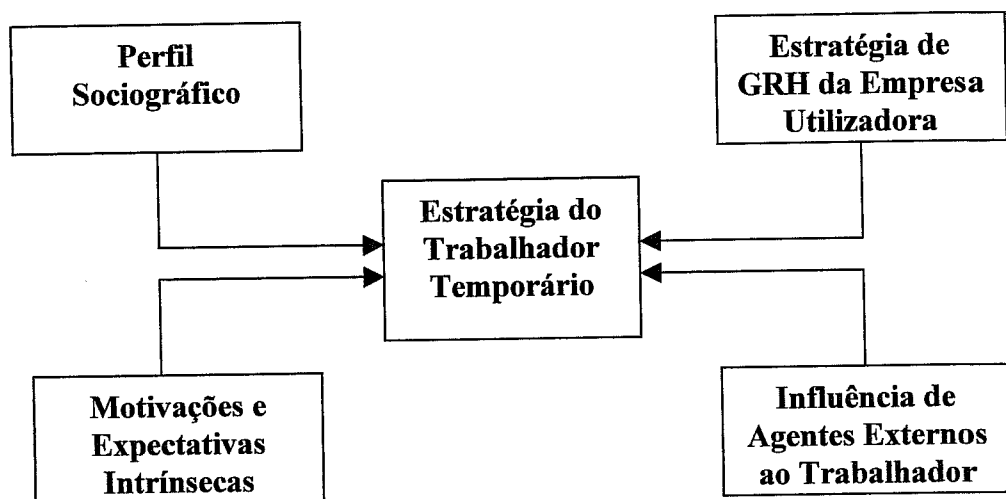 Perfil
Sociográfico
Estratégia de
GRH da Empresa
Utilizadora
Estratégia do
Trabalhador
Temporário
Motivações e
Expectativas
Intrínsecas
Influência de
Agentes Externos
ao Trabalhador